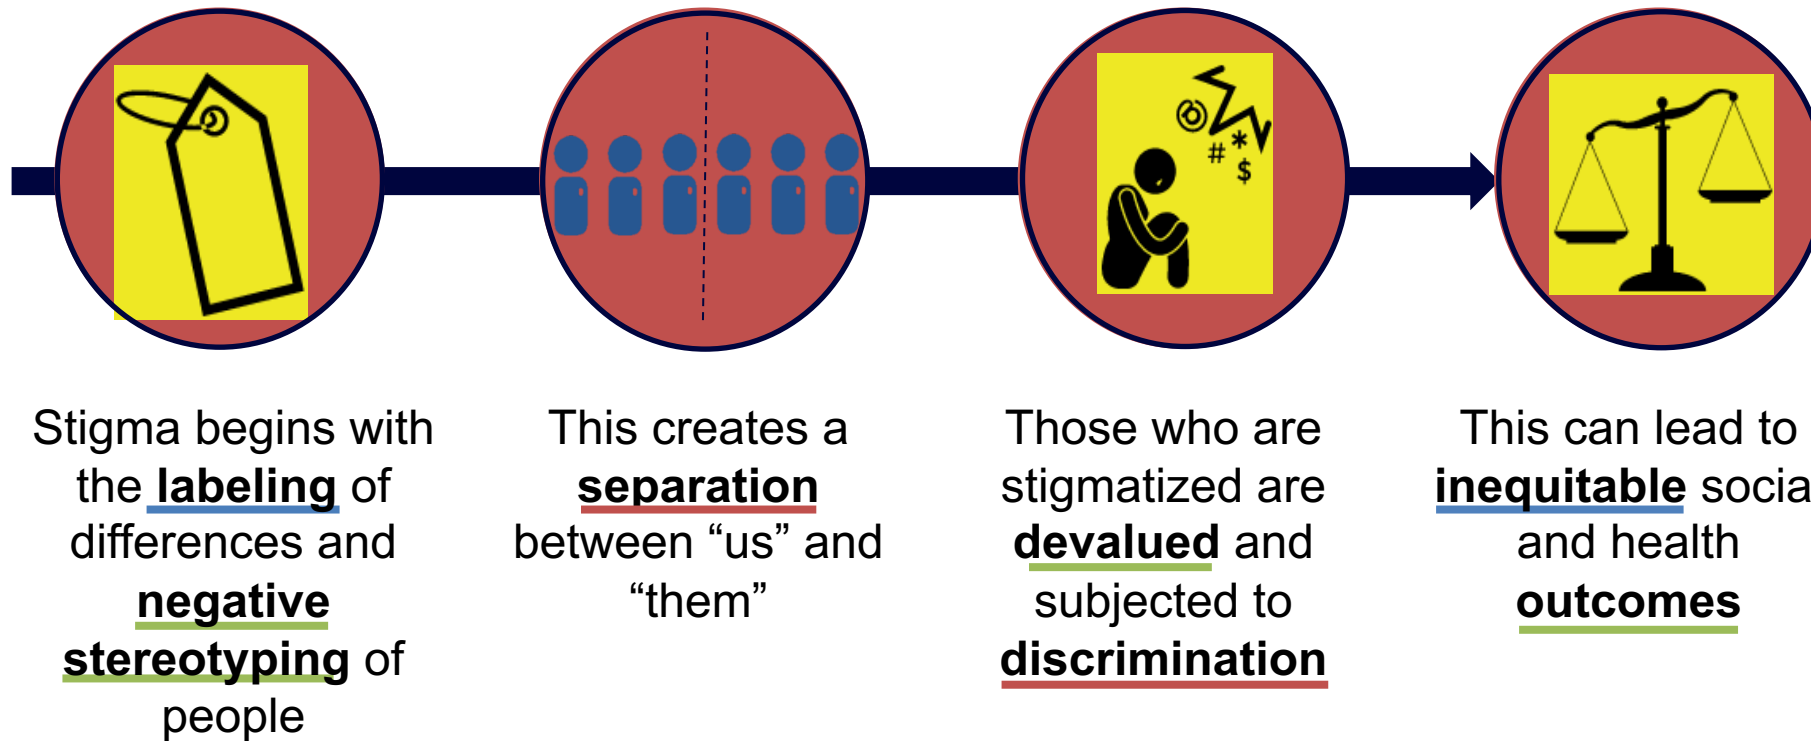 # * $
Stigma begins with
the labeling of
differences and
negative
stereotyping of
people
This creates a
separation
between “us” and
“them”
Those who are
stigmatized are
devalued and
subjected to
discrimination
This can lead to
inequitable socia
and health
outcomes